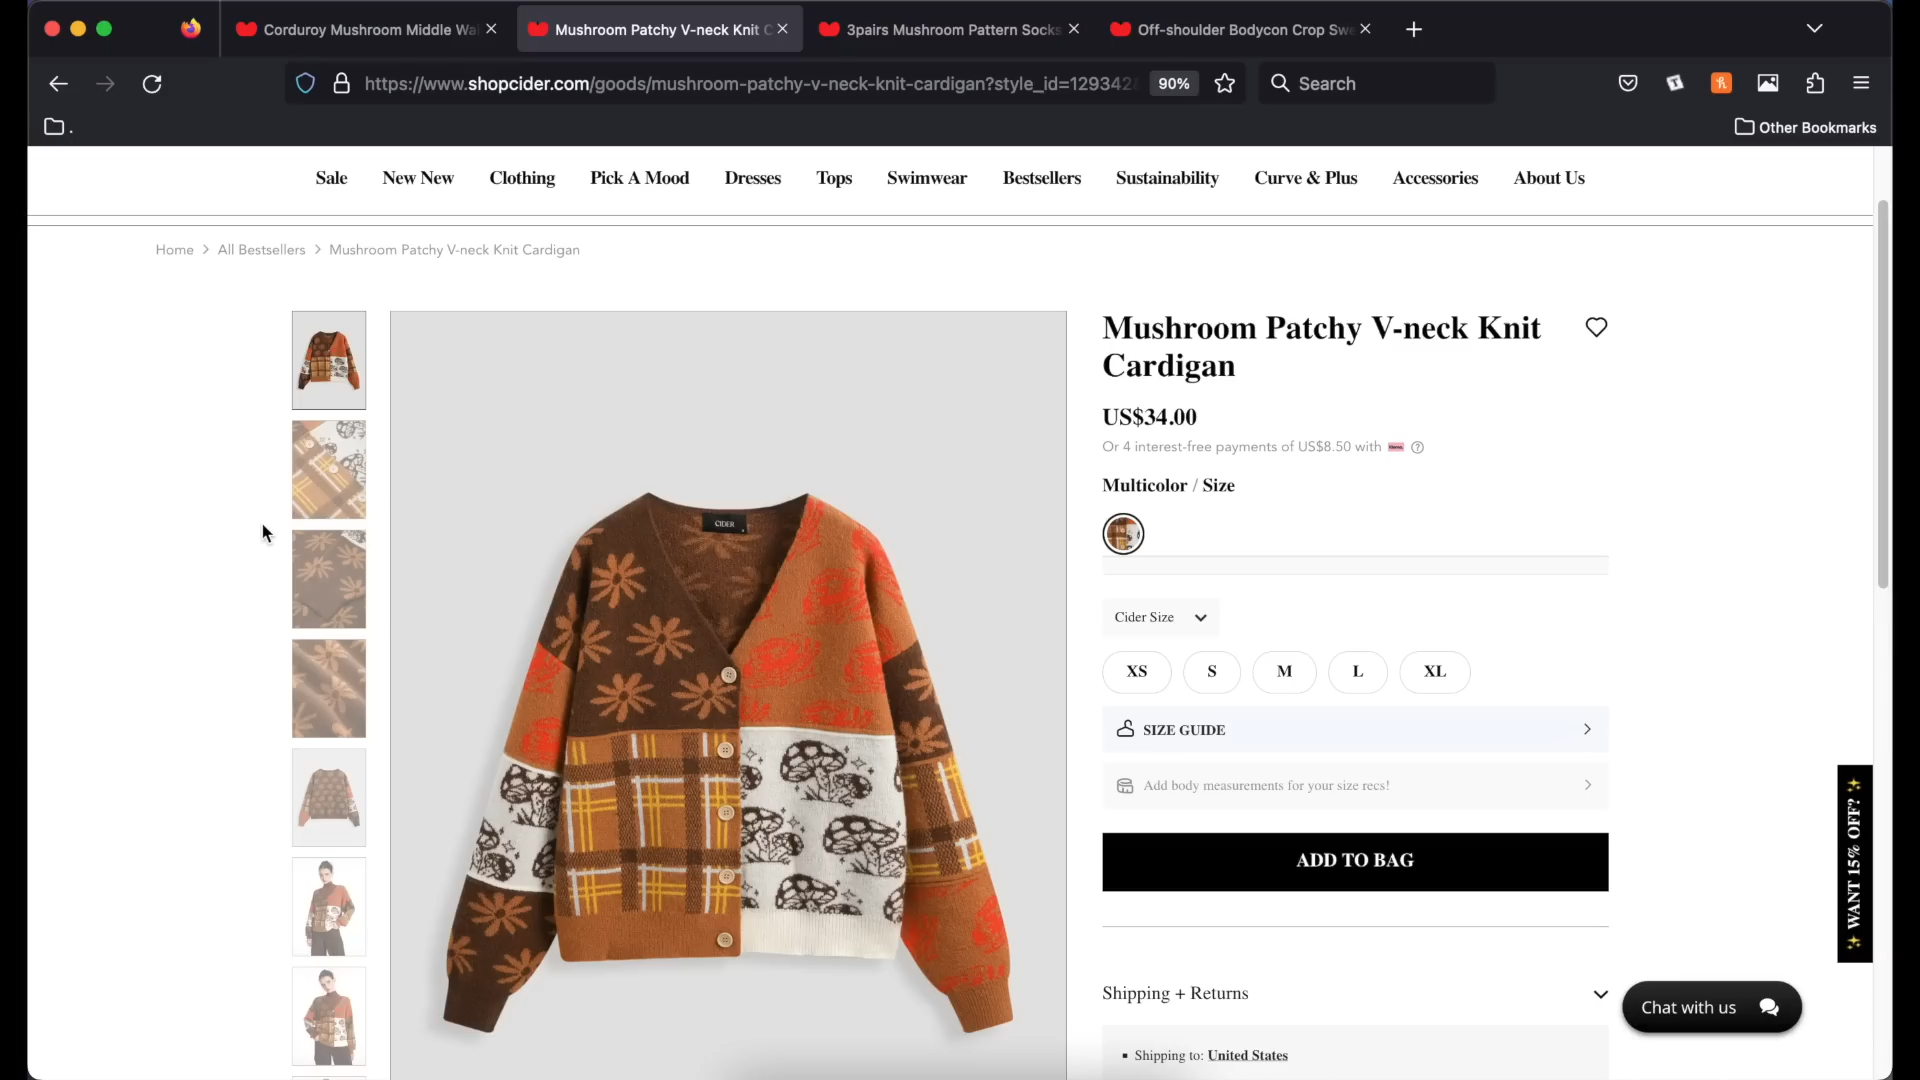 Corduroy Mushroom Middle Wai
Mushroom Patchy V-neck Knit C
3pairs Mushroom Pattern Socks
Off-shoulder Bodycon Crop Swe
https://www.shopcider.com/goods/mushroom-patchy-v-neck-knit-cardigan?style_id=129342
90%
Search
.
Other Bookmarks
Sale New New Clothing Pick A Mood Dresses Tops Swimwear Bestsellers Sustainability Curve & Plus Accessories About Us
Home > All Bestsellers > Mushroom Patchy V-neck Knit Cardigan
Mushroom Patchy V-neck Knit
Cardigan
US$34.00
Or 4 interest-free payments of US$8.50 with
Multicolor / Size
CIDER
Cider Size
XS S M L XL
SIZE GUIDE
Add body measurements for your size recs!
ADD TO BAG
WANT 15% OFF?
Shipping + Returns
Chat with us
Shipping to: United States